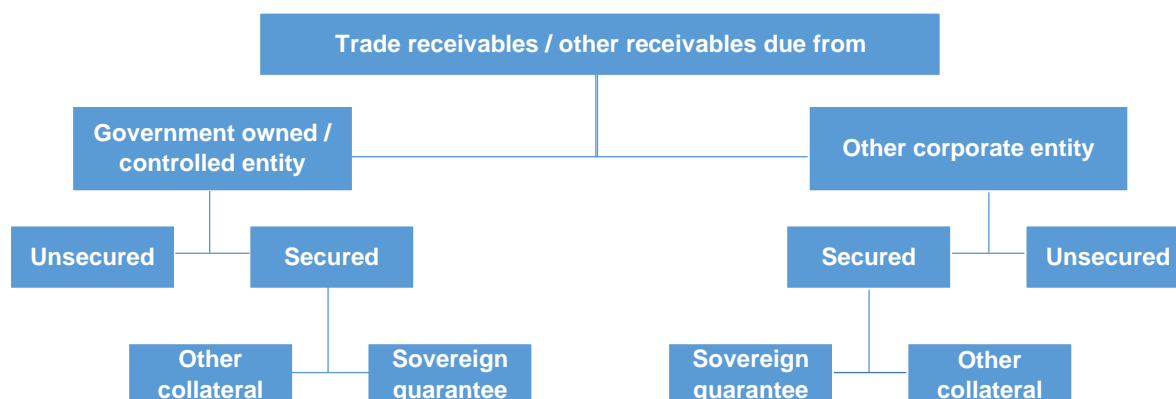 Trade receivables / other receivables due from
Government owned /
controlled entity
Other corporate entity
Unsecured
Secured
Secured
Unsecured
Other
collateral
Sovereign
guarantee
Sovereign
guarantee
Other
collateral